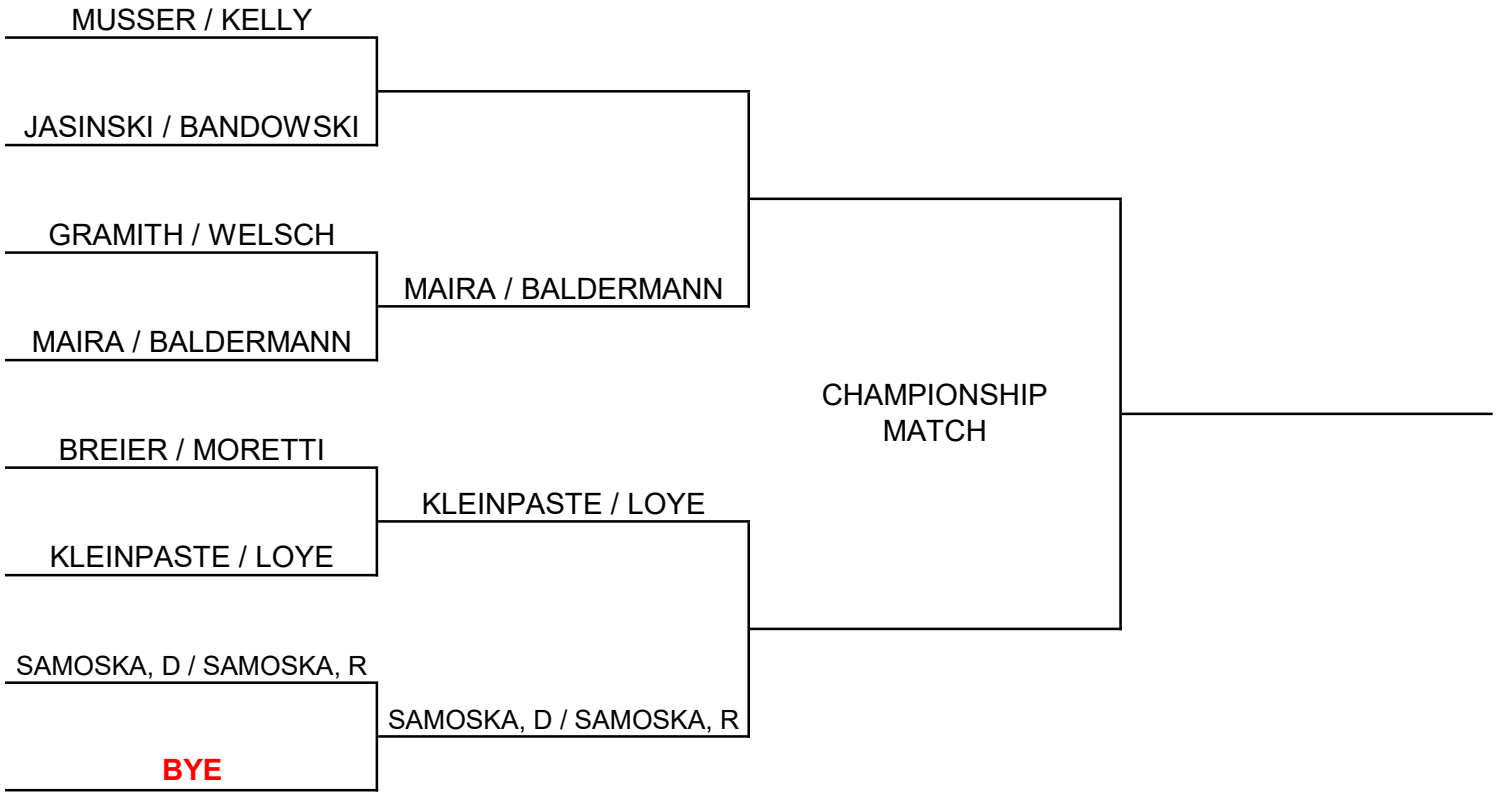 MUSSER / KELLY
JASINSKI / BANDOWSKI
GRAMITH / WELSCH
MAIRA / BALDERMANN
MAIRA / BALDERMANN
CHAMPIONSHIP
MATCH
BREIER / MORETTI
KLEINPASTE / LOYE
KLEINPASTE / LOYE
SAMOSKA, D / SAMOSKA, R
SAMOSKA, D / SAMOSKA, R
BYE